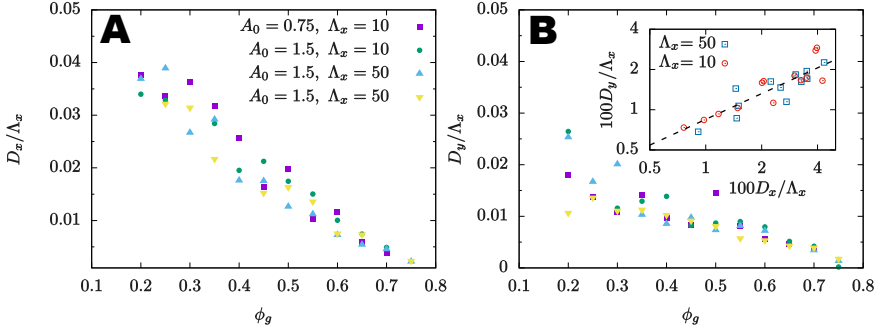 A
A₀ = 0.75, Λₓ = 10
A₀ = 1.5, Λₓ = 10
A₀ = 1.5, Λₓ = 50
A₀ = 1.5, Λₓ = 50
0.05
0.04
0.03
0.02
0.01
Dₓ/Λₓ
0.1 0.2 0.3 0.4 0.5 0.6 0.7 0.8
ϕ_g
B
0.05
0.04
0.03
0.02
0.01
0
D_y/Λₓ
0.1 0.2 0.3 0.4 0.5 0.6 0.7 0.8
ϕ_g
Λₓ = 50
Λₓ = 10
4
2
1
0.5
100D_y/Λₓ
0.5 1 2 4
100Dₓ/Λₓ